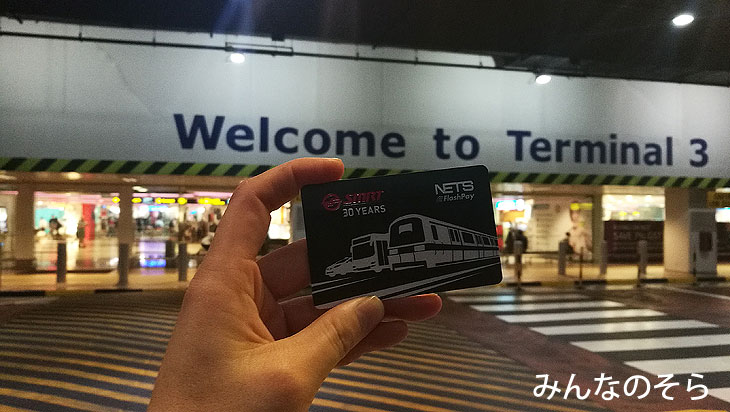 Welcome to Terminal 3
SMRT
30 YEARS
NETS
FlashPay
みんなのそら